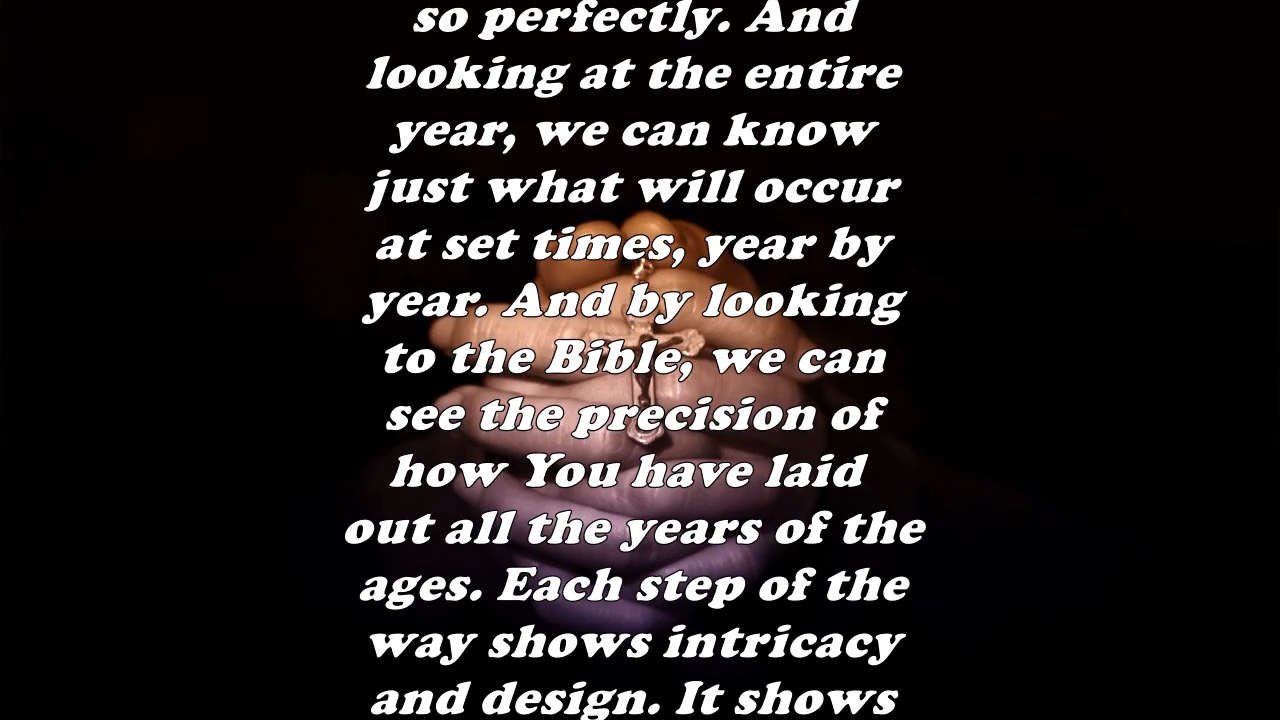 so perfectly. And
looking at the entire
year, we can know
just what will occur
at set times, year by
year. And by looking
to the Bible, we can
see the precision of
how You have laid
out all the years of the
ages. Each step of the
way shows intricacy
and design. It shows